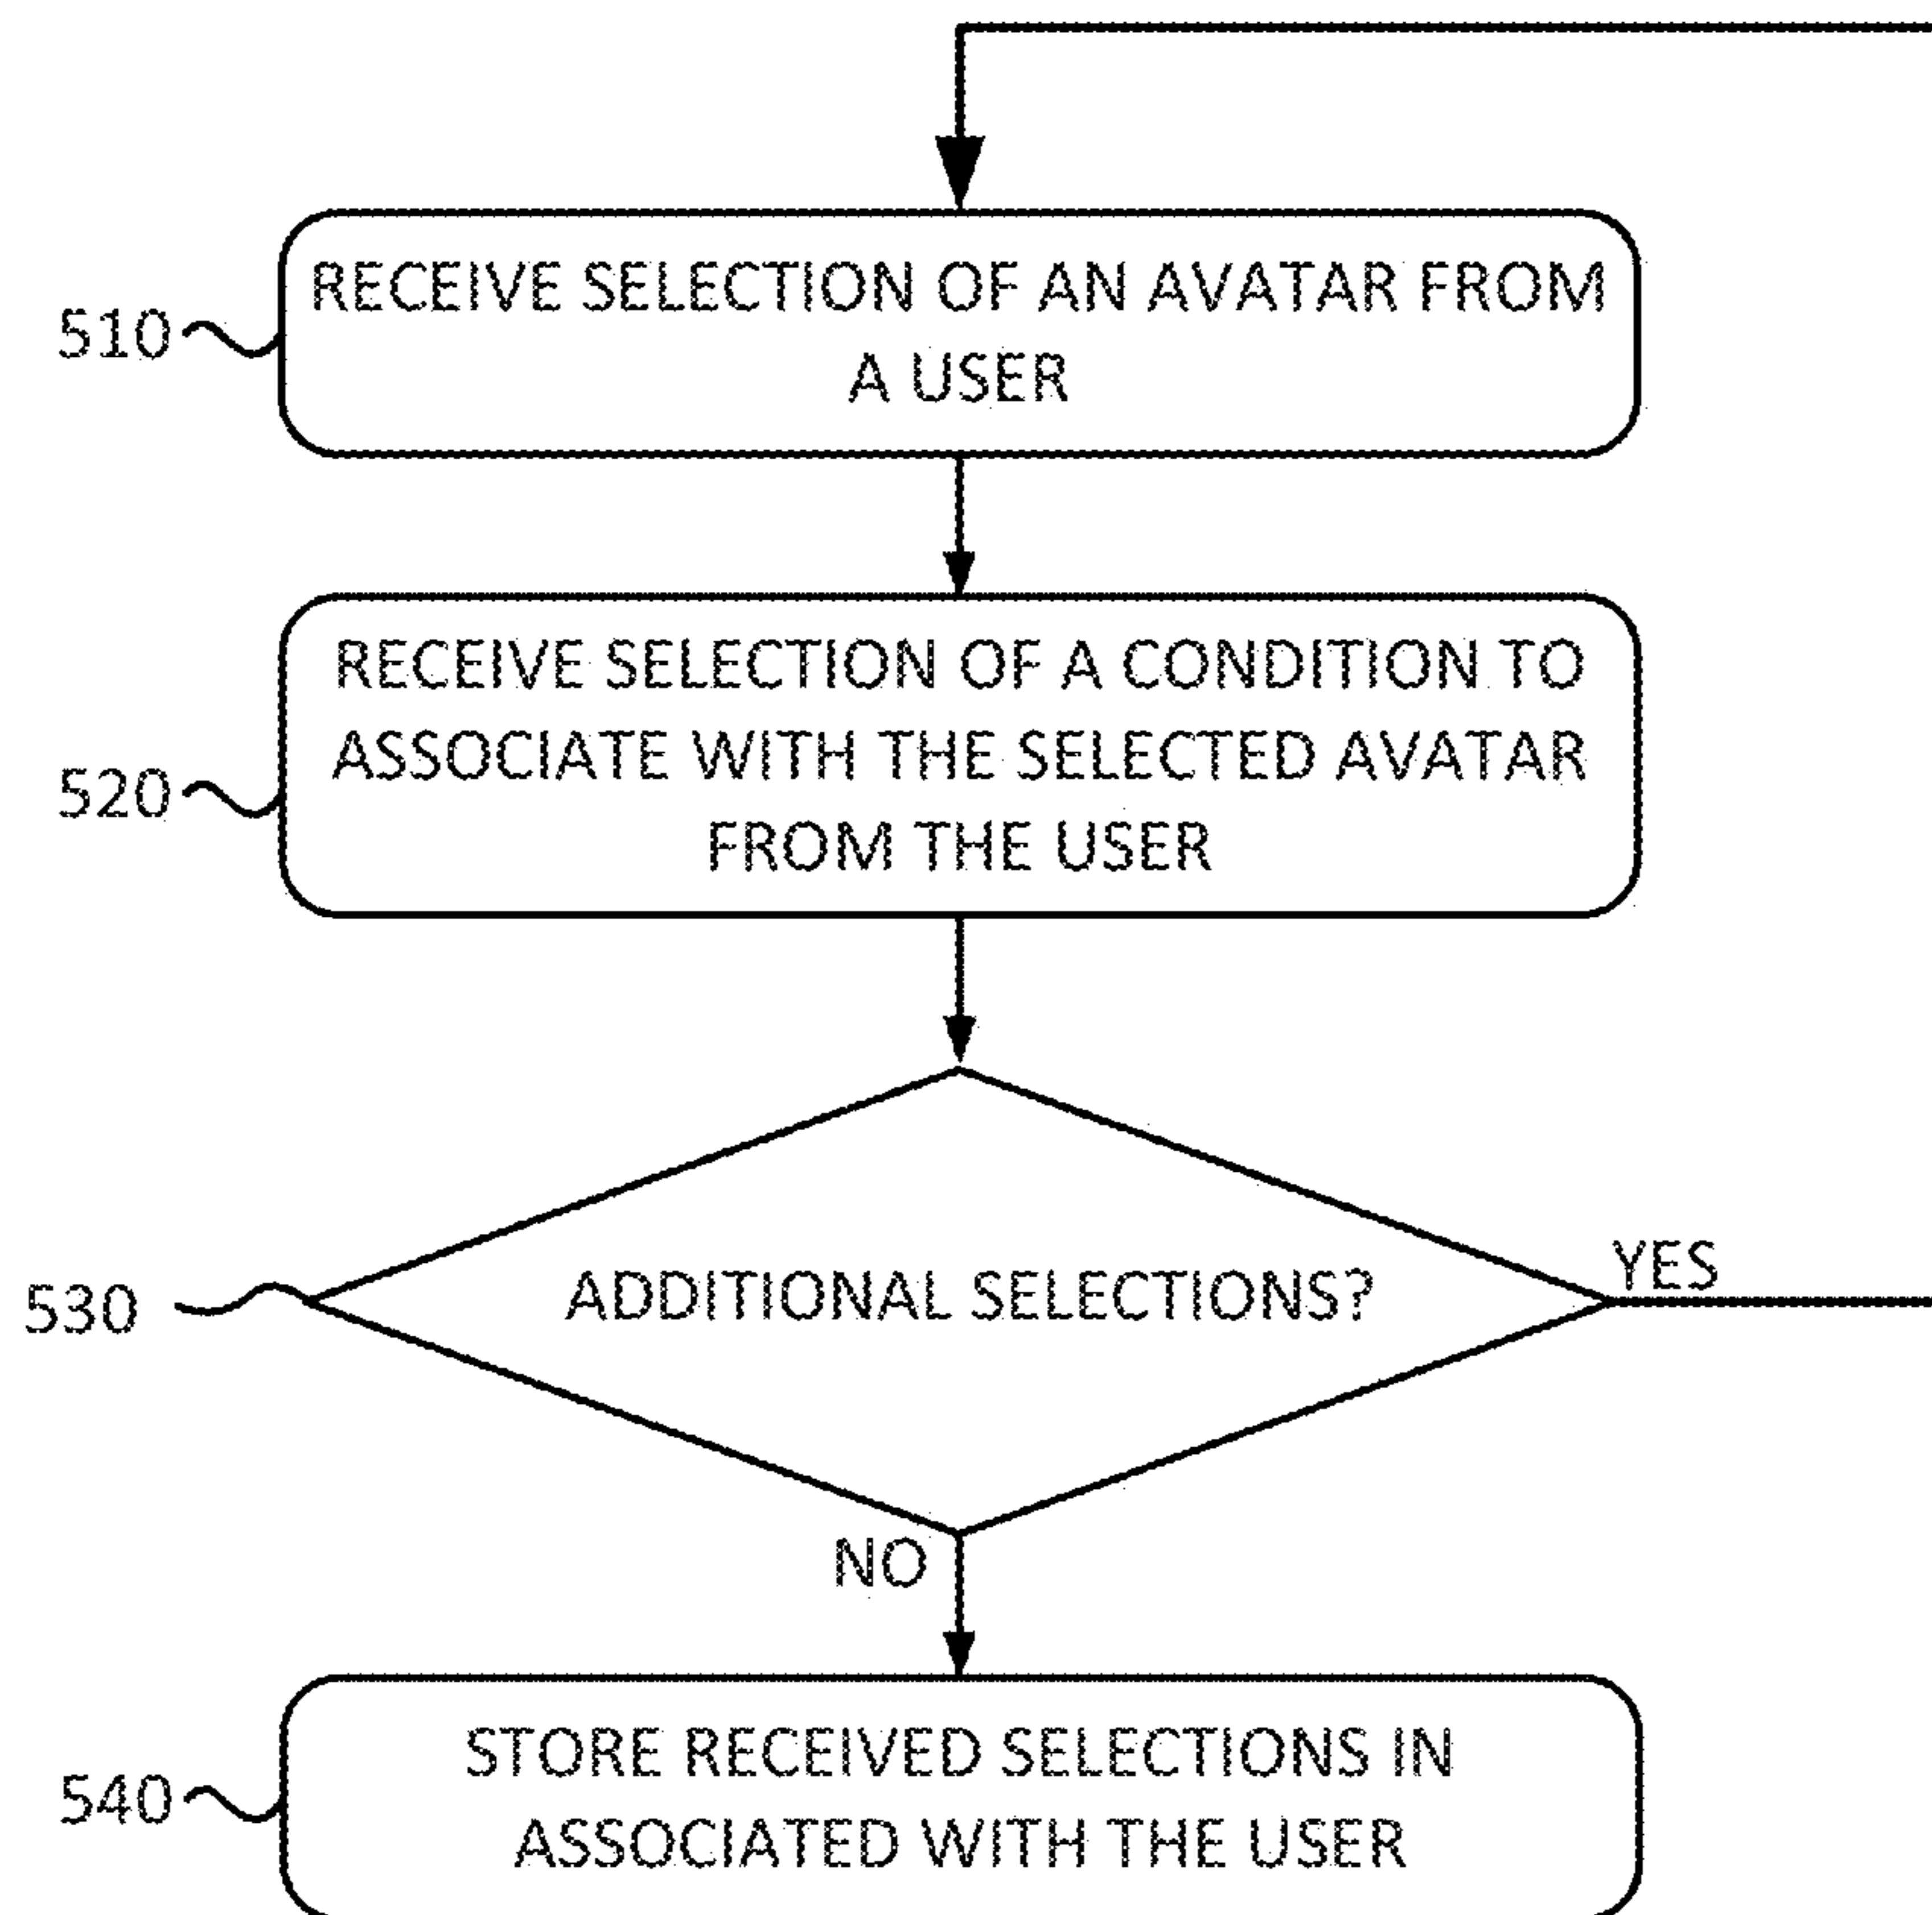 RECEIVE SELECTION OF AN AVATAR FROM
A USER
510
RECEIVE SELECTION OF A CONDITION TO
ASSOCIATE WITH THE SELECTED AVATAR
FROM THE USER
520
ADDITIONAL SELECTIONS?
530
YES
NO
STORE RECEIVED SELECTIONS IN
ASSOCIATED WITH THE USER
540